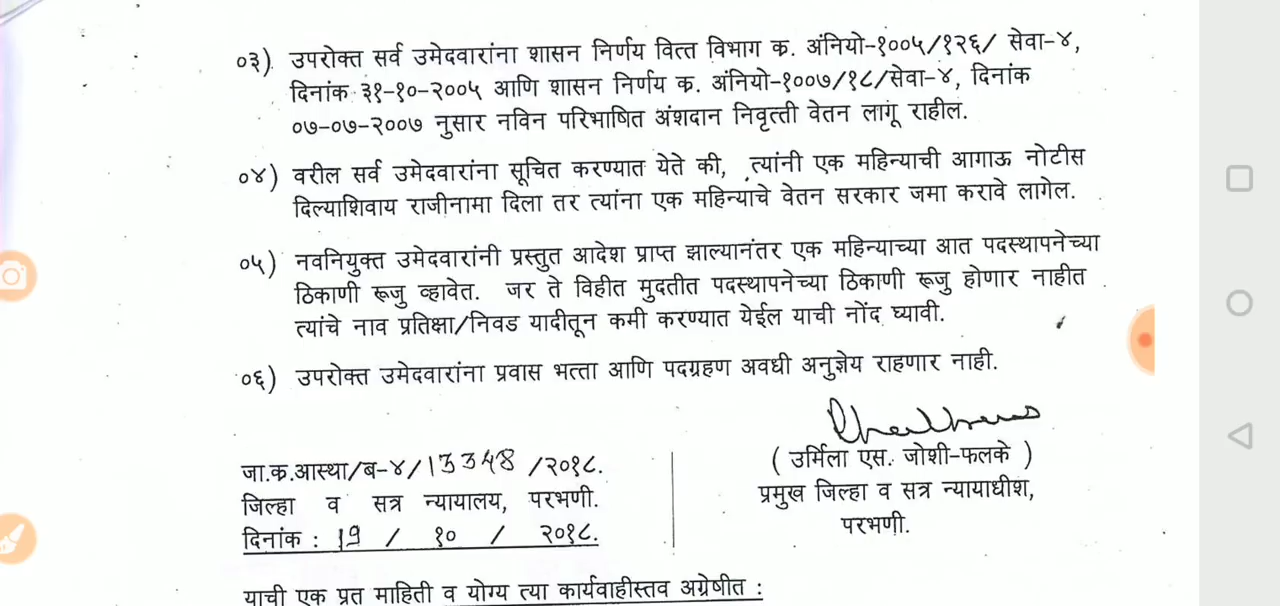 ०३) उपरोक्त सर्व उमेदवारांना शासन निर्णय वित्त विभाग क. अंनियो-१००५/१२६/ सेवा-४,
दिनांक ३१-१०-२००५ आणि शासन निर्णय क. अंनियो-१००७/१८/सेवा-४, दिनांक
०७-०७-२००७ नुसार नविन परिभाषित अंशदान निवृत्ती वेतन लागू राहील.
०४) वरील सर्व उमेदवारांना सूचित करण्यात येते की, त्यांनी एक महिन्याची आगाऊ नोटीस
दिल्याशिवाय राजीनामा दिला तर त्यांना एक महिन्याचे वेतन सरकार जमा करावे लागेल.
०५) नवनियुक्त उमेदवारांनी प्रस्तुत आदेश प्राप्त झाल्यानंतर एक महिन्याच्या आत पदस्थापनेच्या
ठिकाणी रूजु व्हावेत. जर ते विहीत मुदतीत पदस्थापनेच्या ठिकाणी रूजु होणार नाहीत
त्यांचे नाव प्रतिक्षा/निवड यादीतून कमी करण्यात येईल याची नोंद घ्यावी.
०६) उपरोक्त उमेदवारांना प्रवास भत्ता आणि पदग्रहण अवधी अनुज्ञेय राहणार नाही.
( उर्मिला एस. जोशी-फलके )
प्रमुख जिल्हा व सत्र न्यायाधीश,
परभणी.
जा.क.आस्था/ब-४/13348/२०१८.
जिल्हा व सत्र न्यायालय, परभणी.
दिनांक : 19 / १० / २०१८.
याची एक प्रत माहिती व योग्य त्या कार्यवाहीस्तव अग्रेषीत :